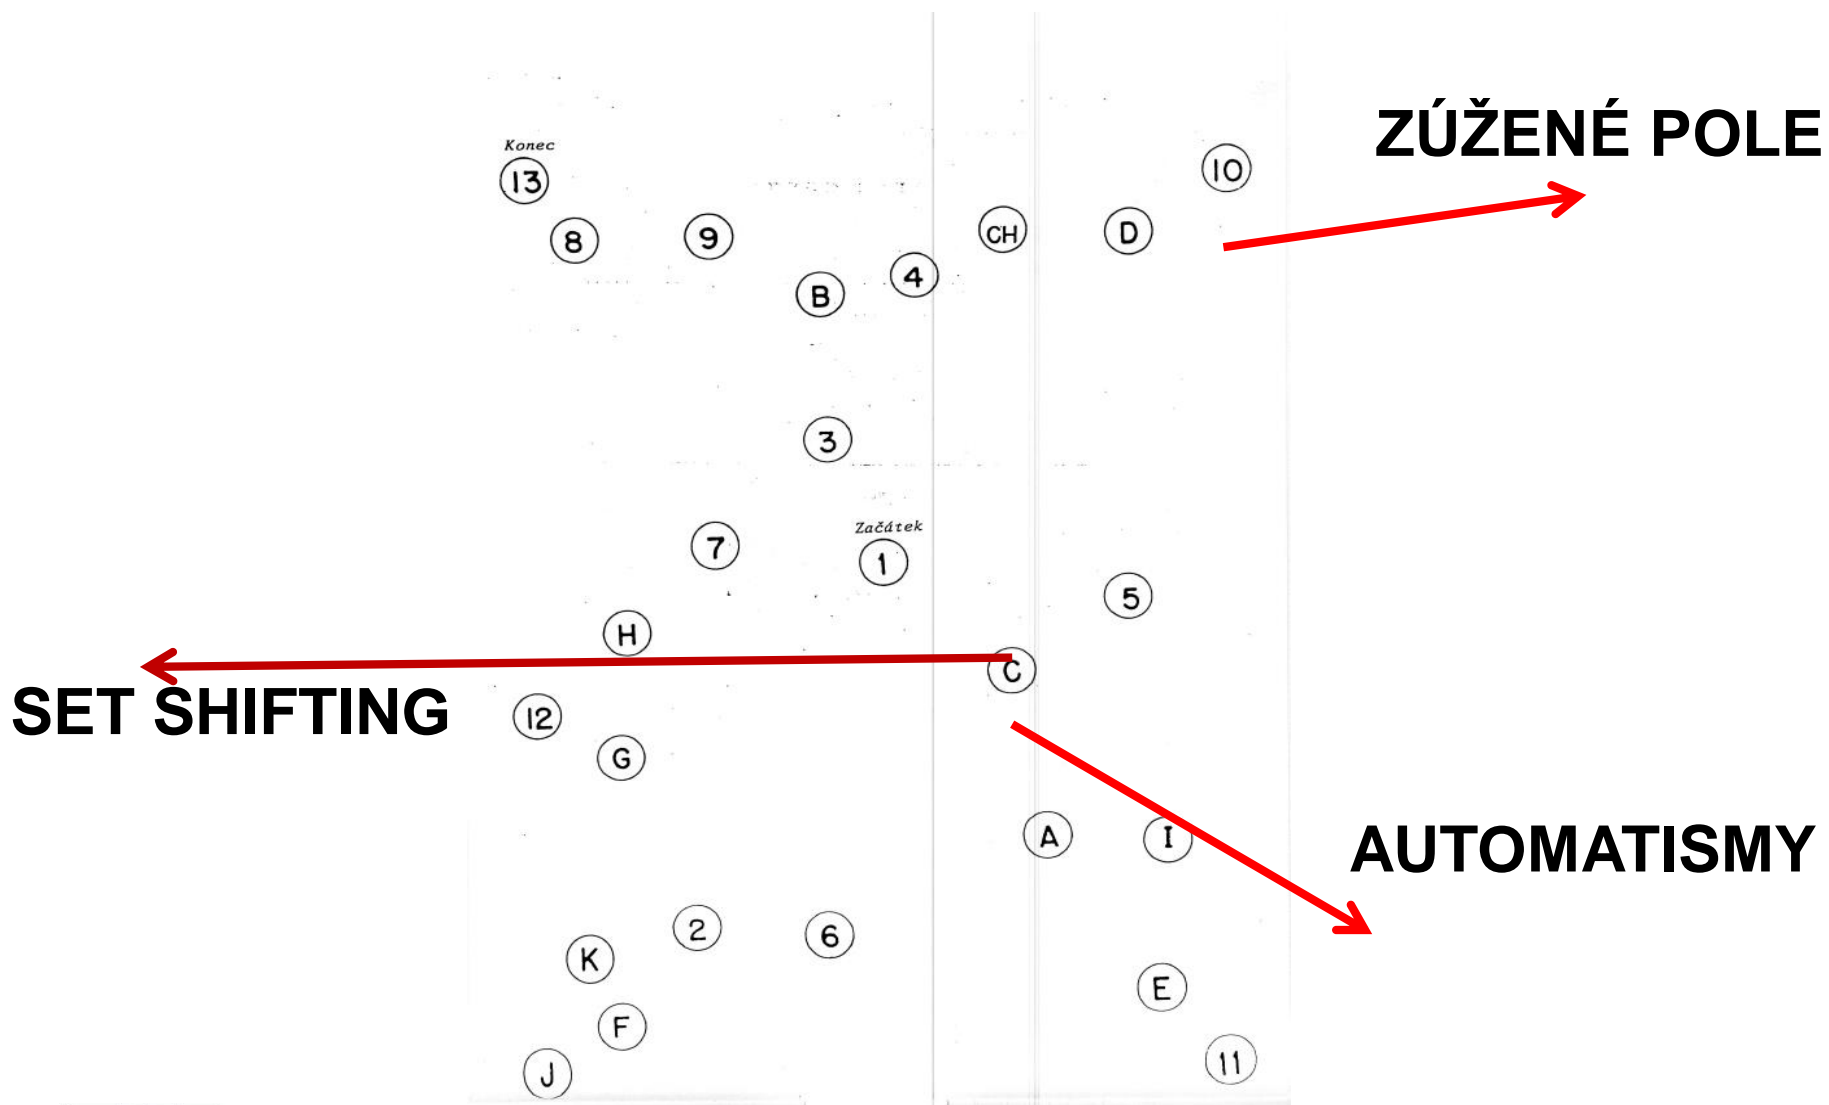 ZÚŽENÉ POLE
Konec
13
10
8
9
CH
D
B
4
3
Začátek
7
1
5
H
C
SET SHIFTING
12
G
A
I
AUTOMATISMY
2
6
K
E
F
11
J